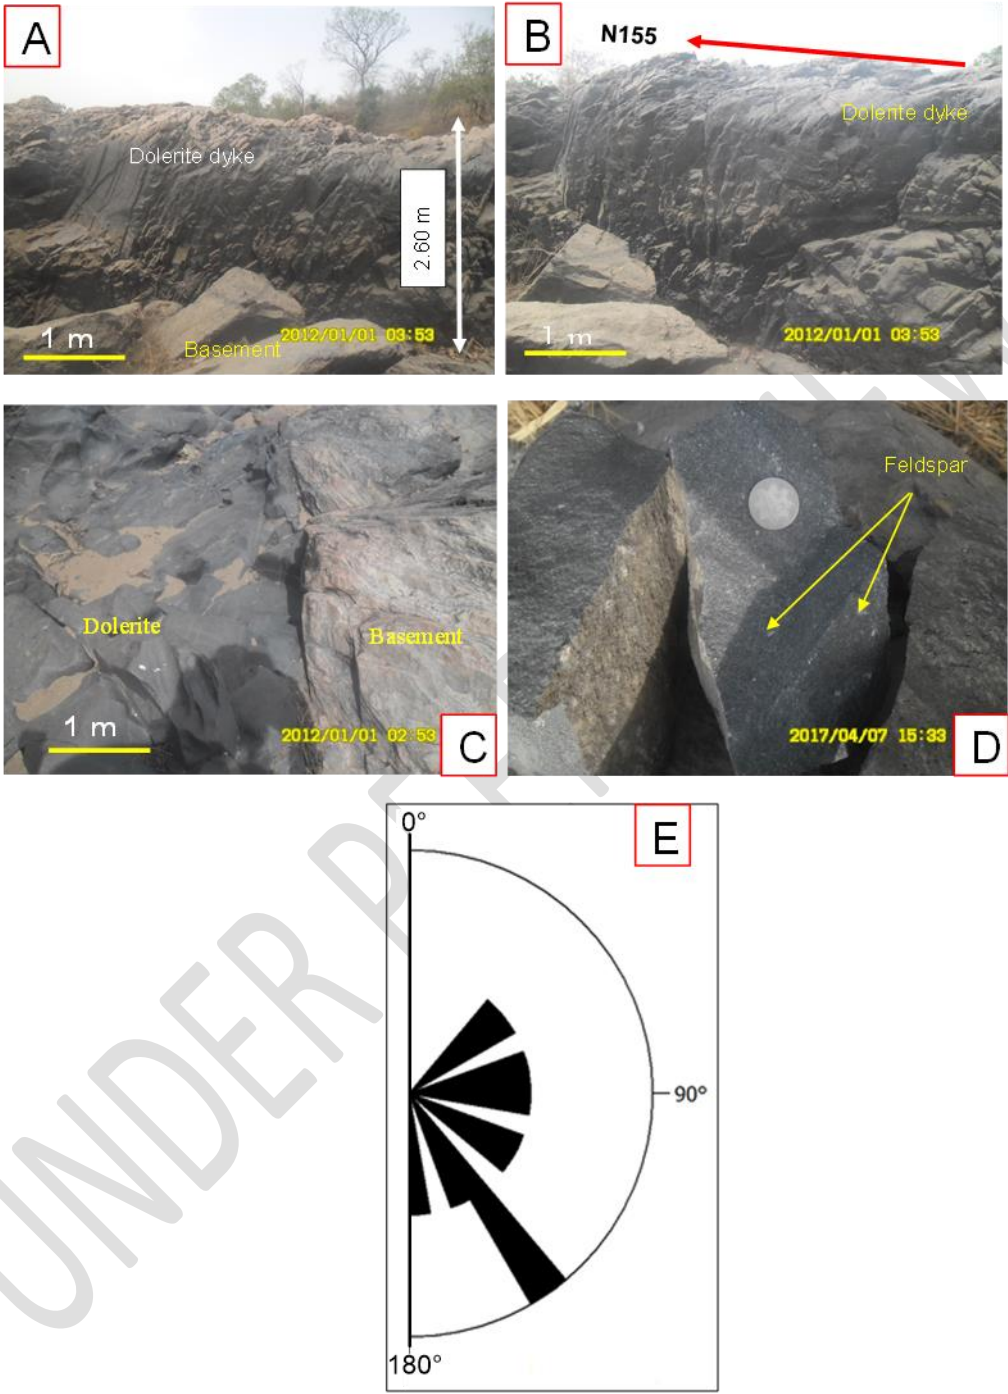 A
Dolerite dyke
2.60 m
1 m
2012/01/01 03:53
Basement
B
N155
Dolerite dyke
1 m
2012/01/01 03:53
Dolerite
Basement
1 m
2012/01/01 02:53
C
Feldspar
2017/04/07 15:33
D
E
0°
90°
180°
UNDER PEER REVIEW